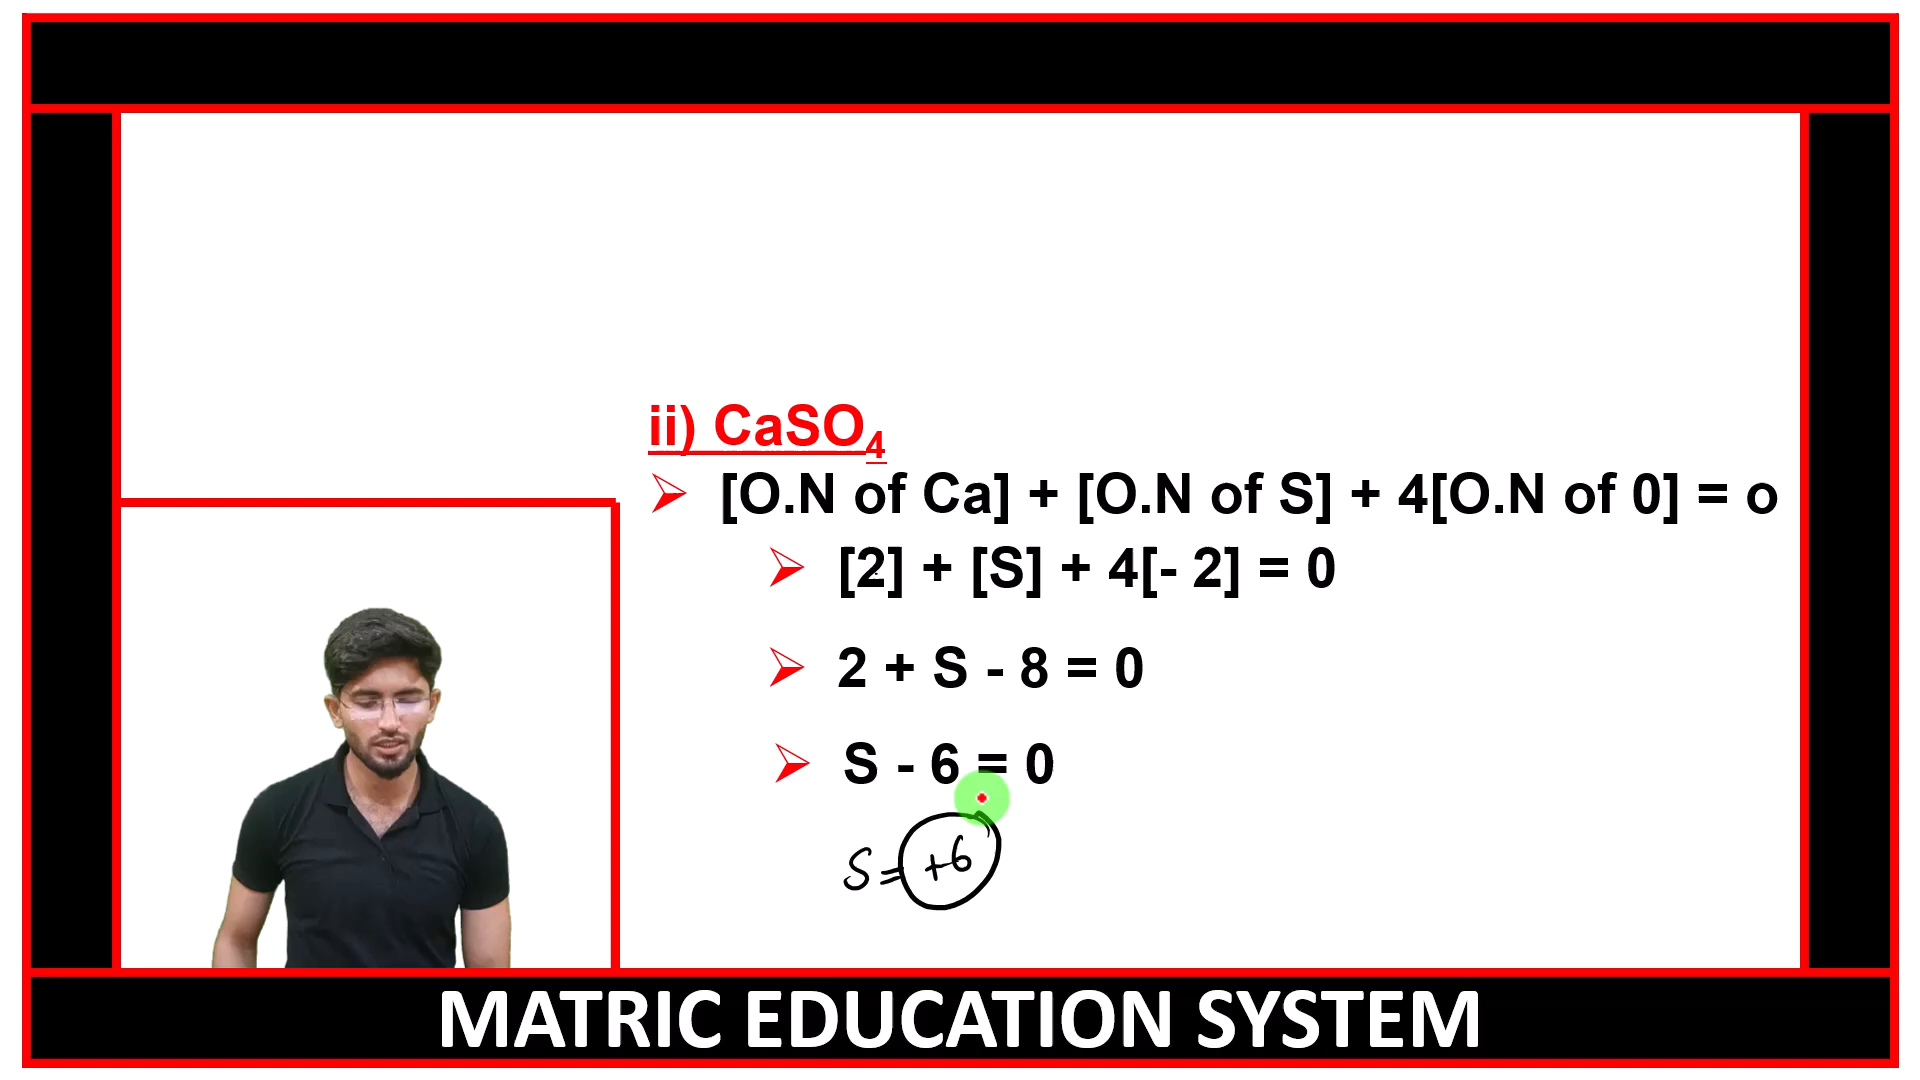 ii) CaSO₄
➢ [O.N of Ca] + [O.N of S] + 4[O.N of 0] = o
➢ [2] + [S] + 4[- 2] = 0
➢ 2 + S - 8 = 0
➢ S - 6 = 0
S = +6
MATRIC EDUCATION SYSTEM